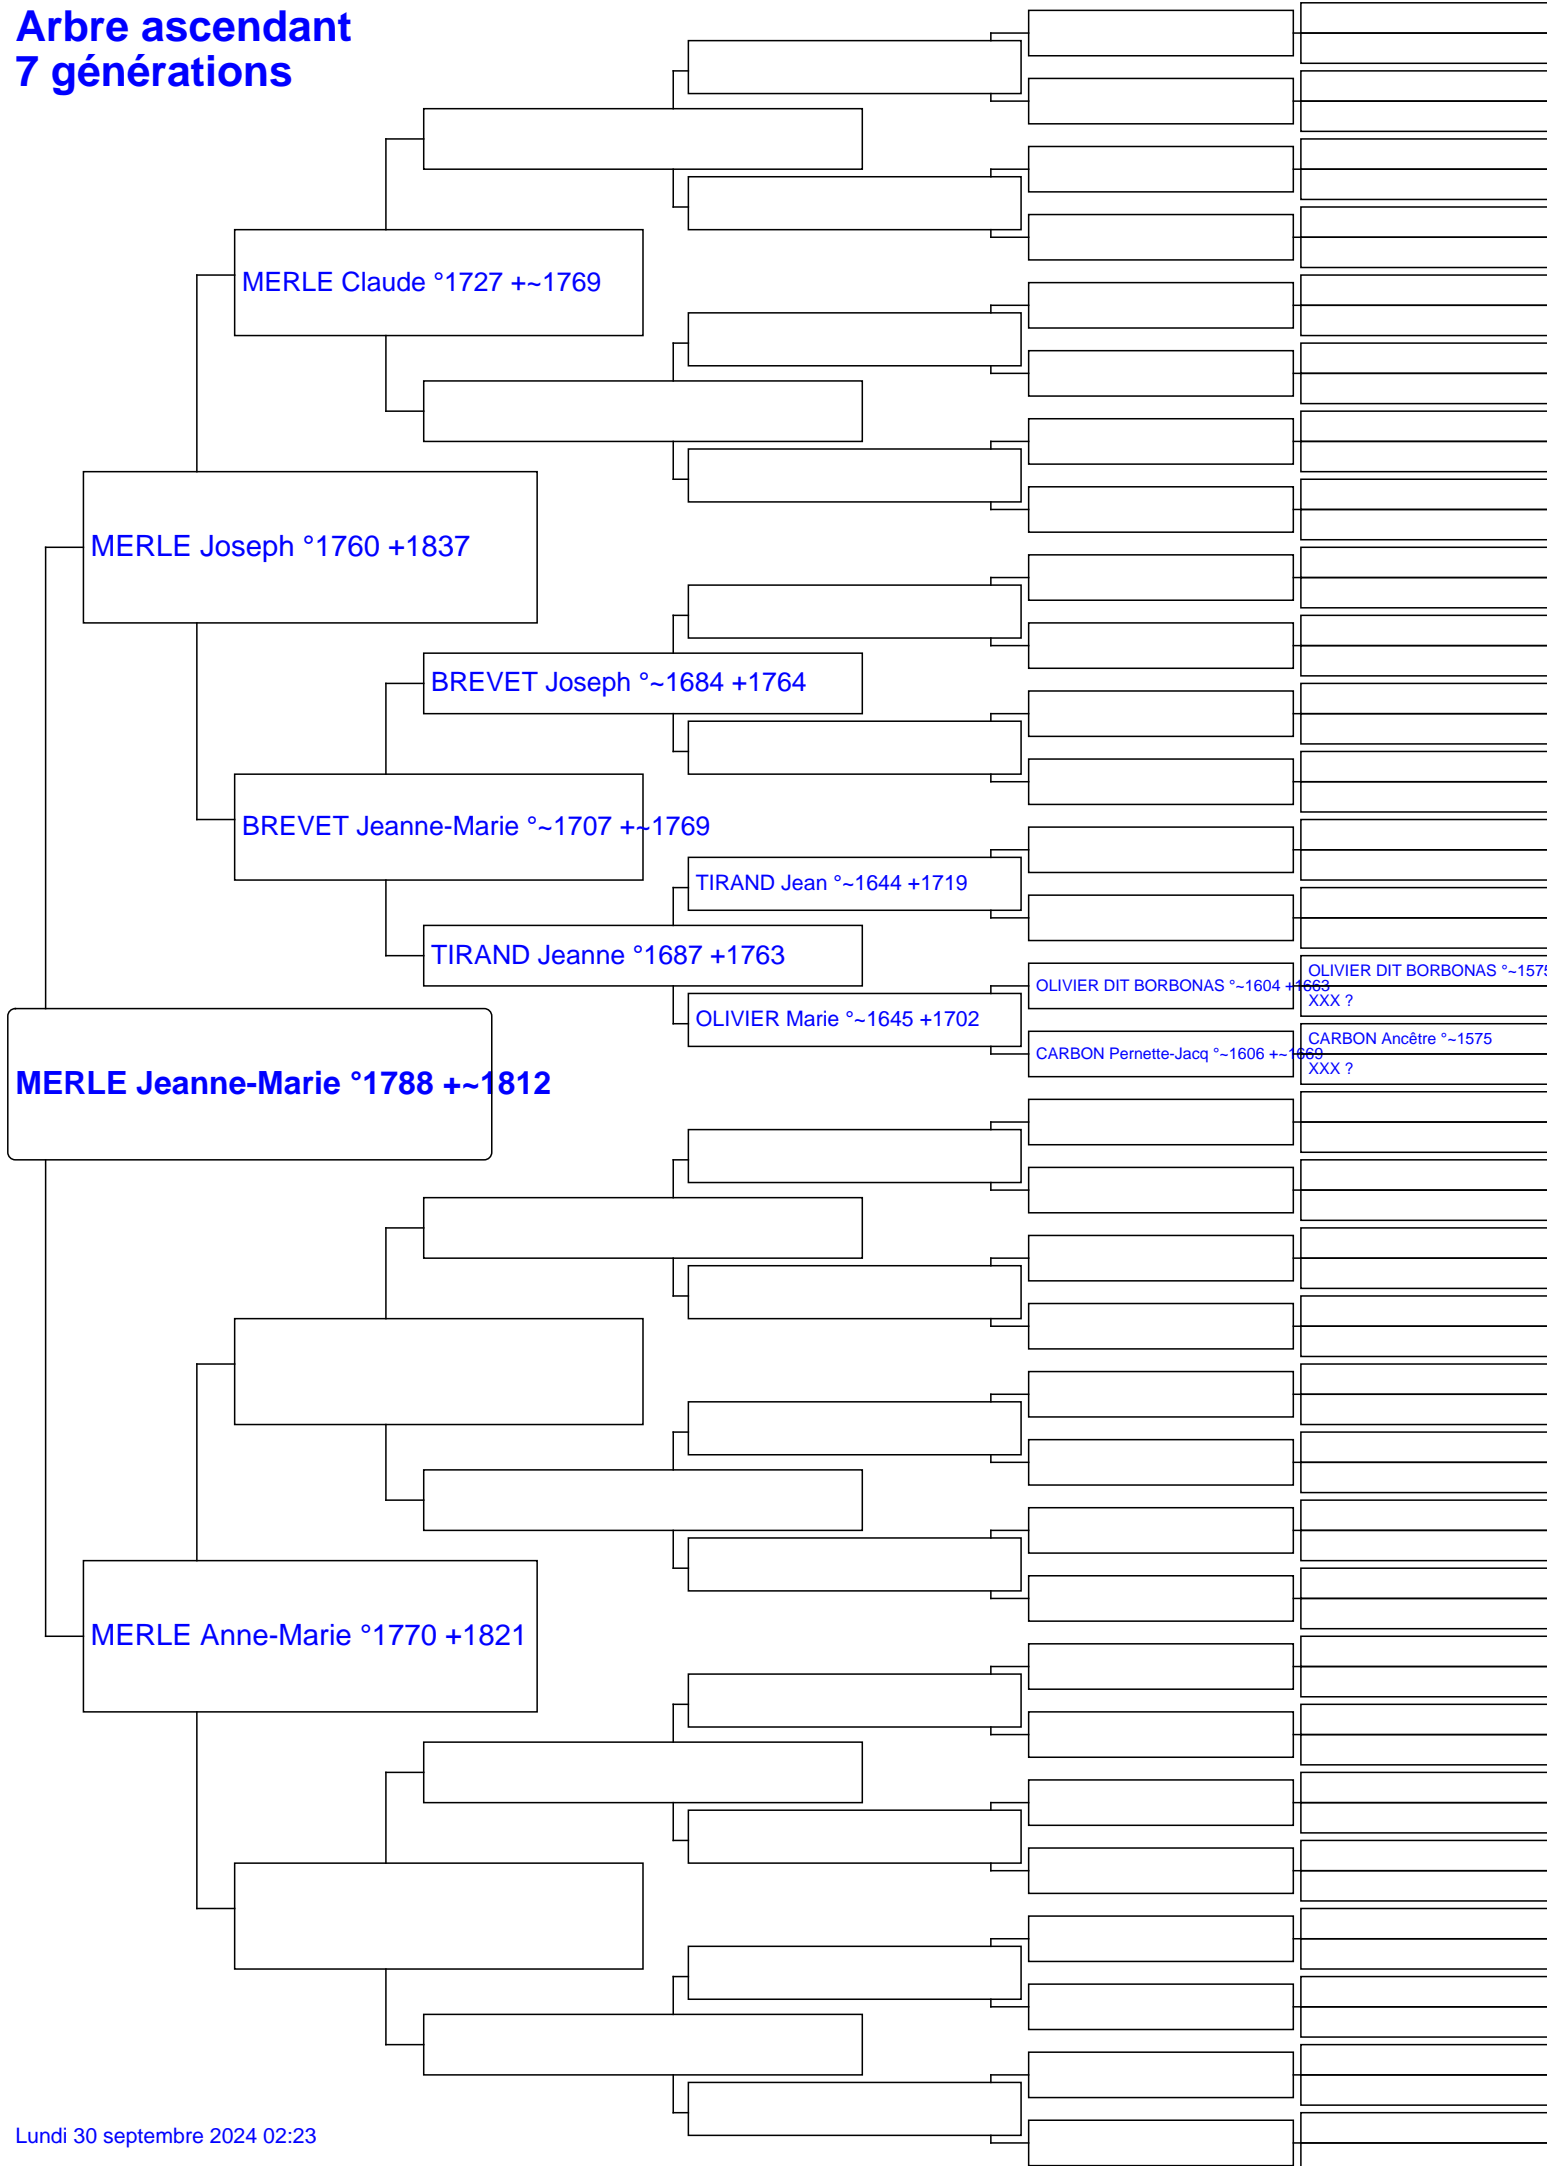 Arbre ascendant
7 générations
MERLE Claude °1727 +~1769
MERLE Joseph °1760 +1837
BREVET Joseph °~1684 +1764
BREVET Jeanne-Marie °~1707 +~1769
TIRAND Jean °~1644 +1719
TIRAND Jeanne °1687 +1763
OLIVIER DIT BORBONAS °~1575
OLIVIER DIT BORBONAS °~1604 +1663
XXX ?
OLIVIER Marie °~1645 +1702
CARBON Ancêtre °~1575
CARBON Pernette-Jacq °~1606 +~1669
XXX ?
MERLE Jeanne-Marie °1788 +~1812
MERLE Anne-Marie °1770 +1821
Lundi 30 septembre 2024 02:23